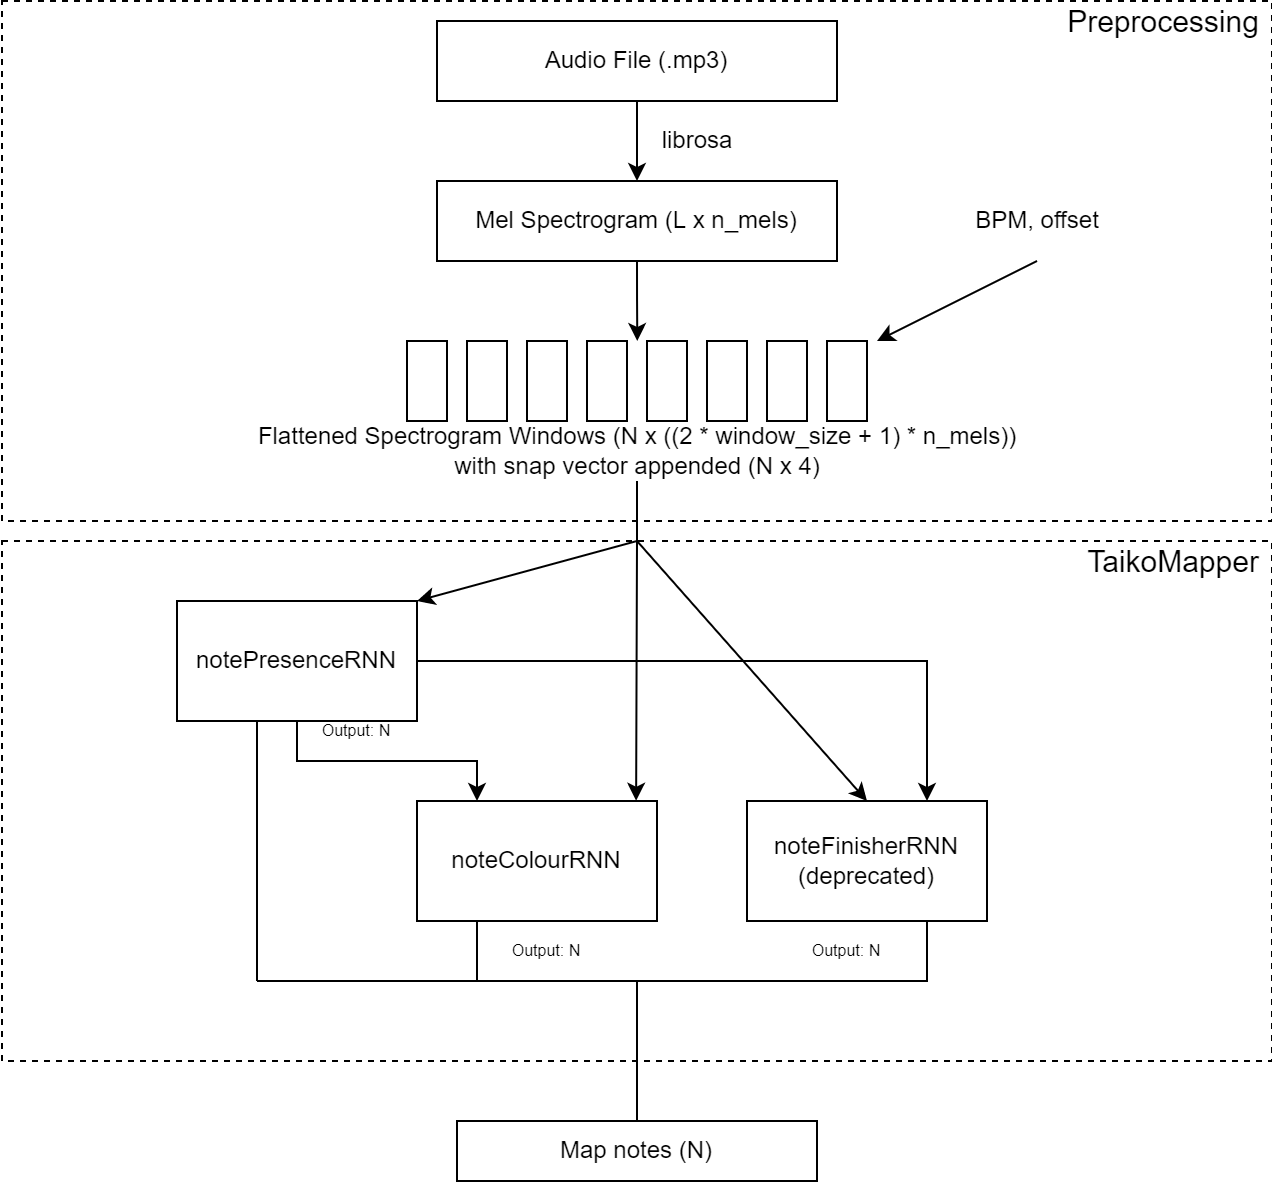 Preprocessing
Audio File (.mp3)
librosa
Mel Spectrogram (L x n_mels)
BPM, offset
Flattened Spectrogram Windows (N x ((2 * window_size + 1) * n_mels))
with snap vector appended (N x 4)
TaikoMapper
notePresenceRNN
Output: N
noteColourRNN
noteFinisherRNN
(deprecated)
Output: N
Output: N
Map notes (N)